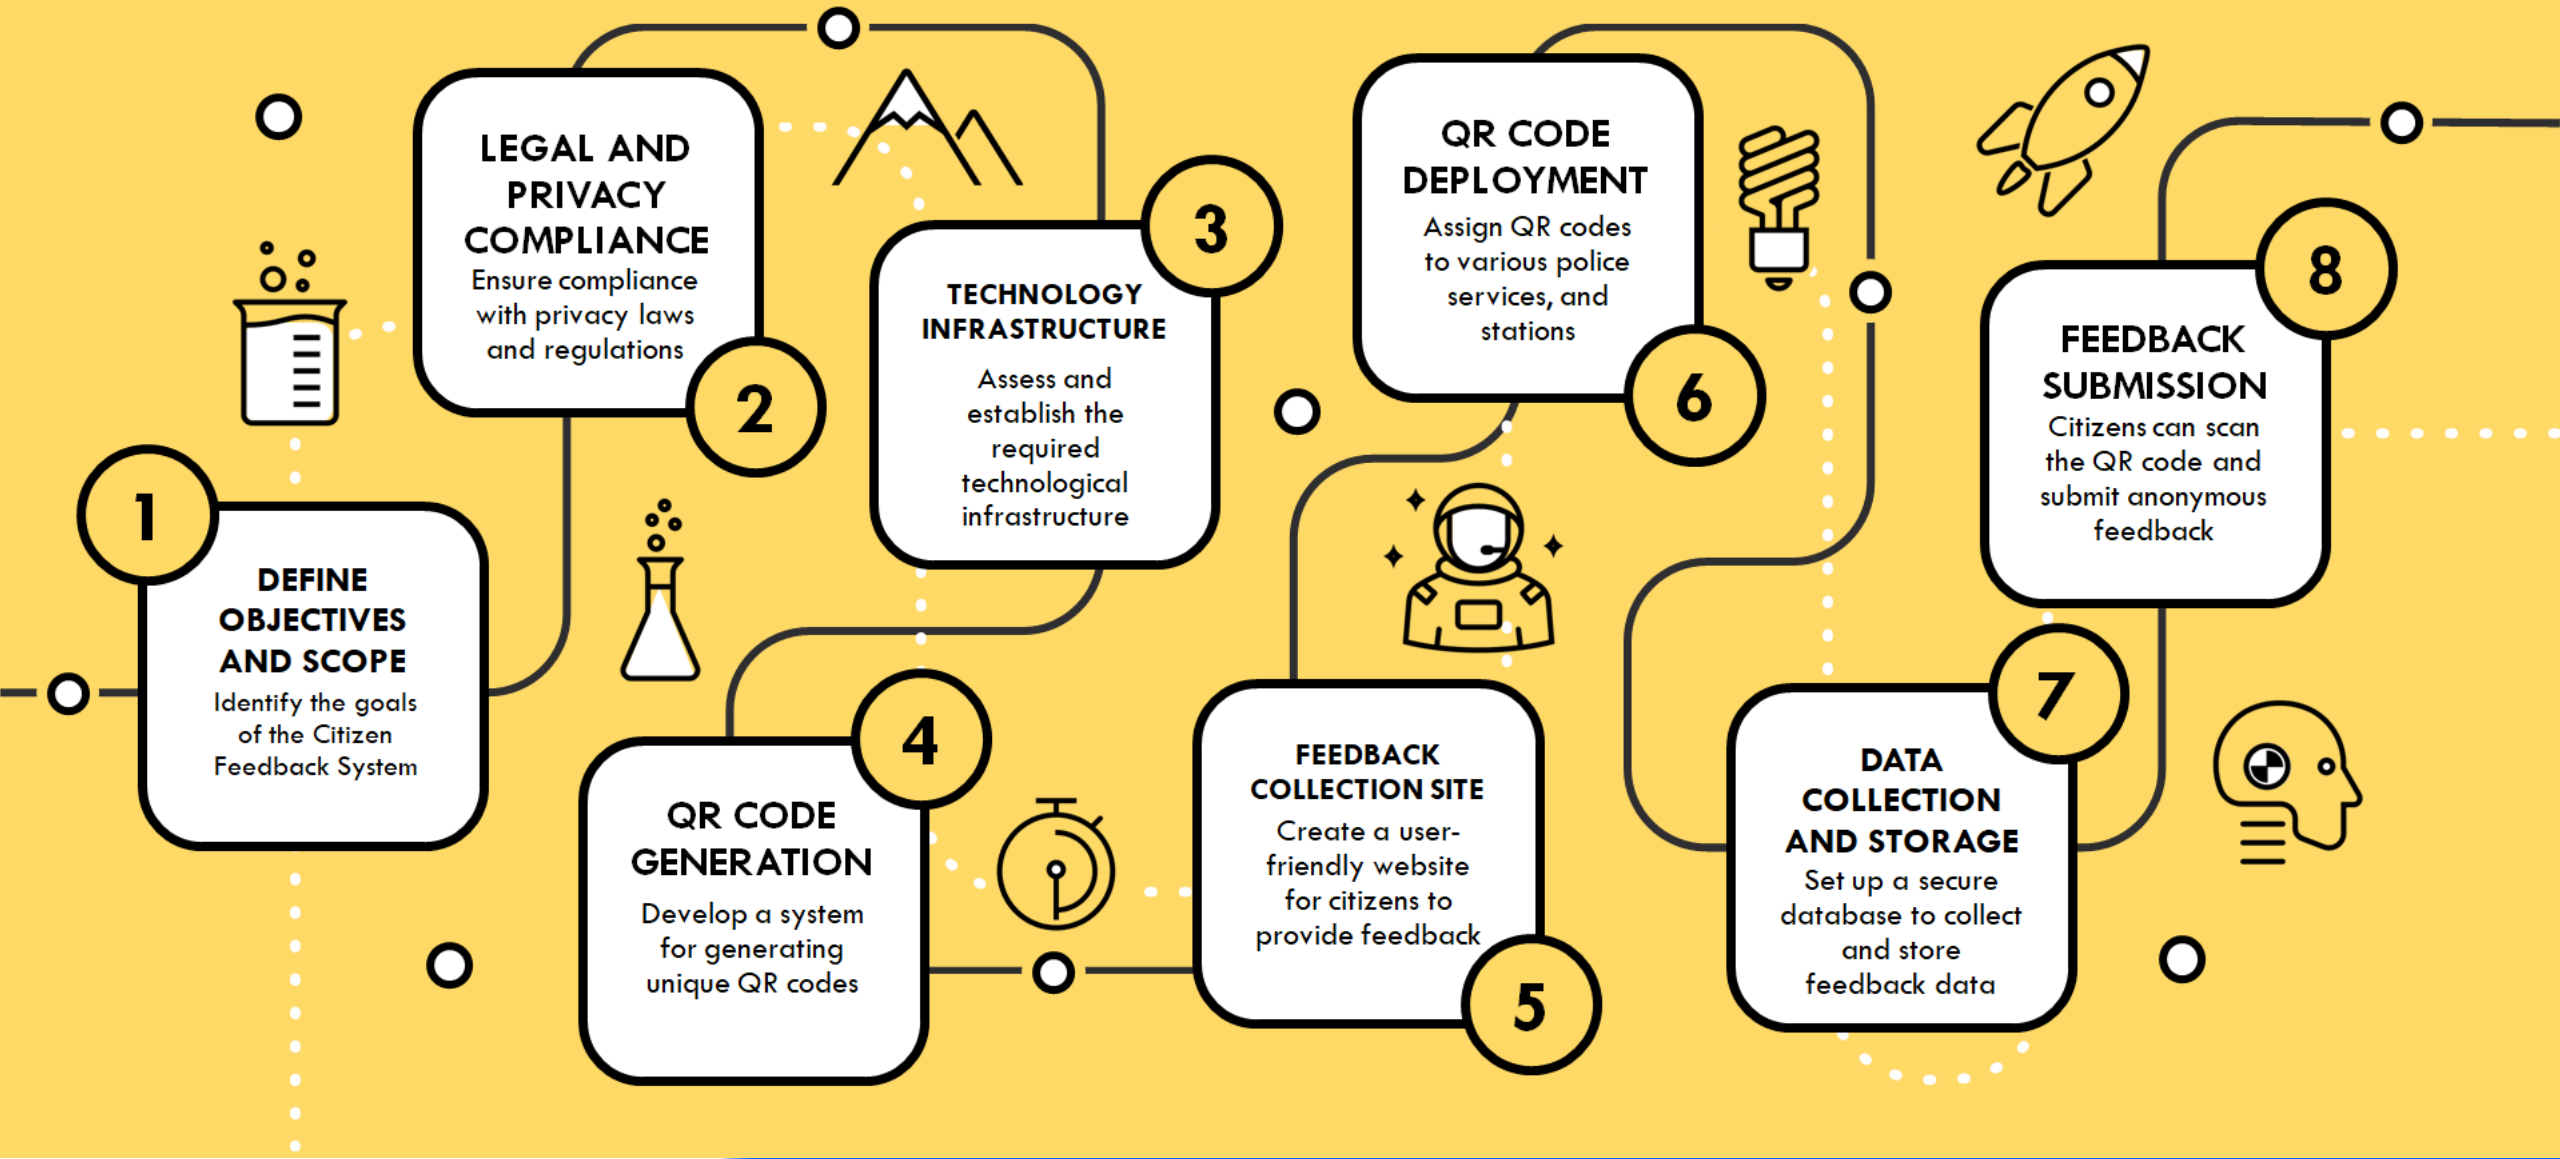 1
DEFINE
OBJECTIVES
AND SCOPE
Identify the goals
of the Citizen
Feedback System
LEGAL AND
PRIVACY
COMPLIANCE
Ensure compliance
with privacy laws
and regulations
2
3
TECHNOLOGY
INFRASTRUCTURE
Assess and
establish the
required
technological
infrastructure
4
QR CODE
GENERATION
Develop a system
for generating
unique QR codes
FEEDBACK
COLLECTION SITE
Create a user-
friendly website
for citizens to
provide feedback
5
QR CODE
DEPLOYMENT
Assign QR codes
to various police
services, and
stations
6
7
DATA
COLLECTION
AND STORAGE
Set up a secure
database to collect
and store
feedback data
8
FEEDBACK
SUBMISSION
Citizens can scan
the QR code and
submit anonymous
feedback